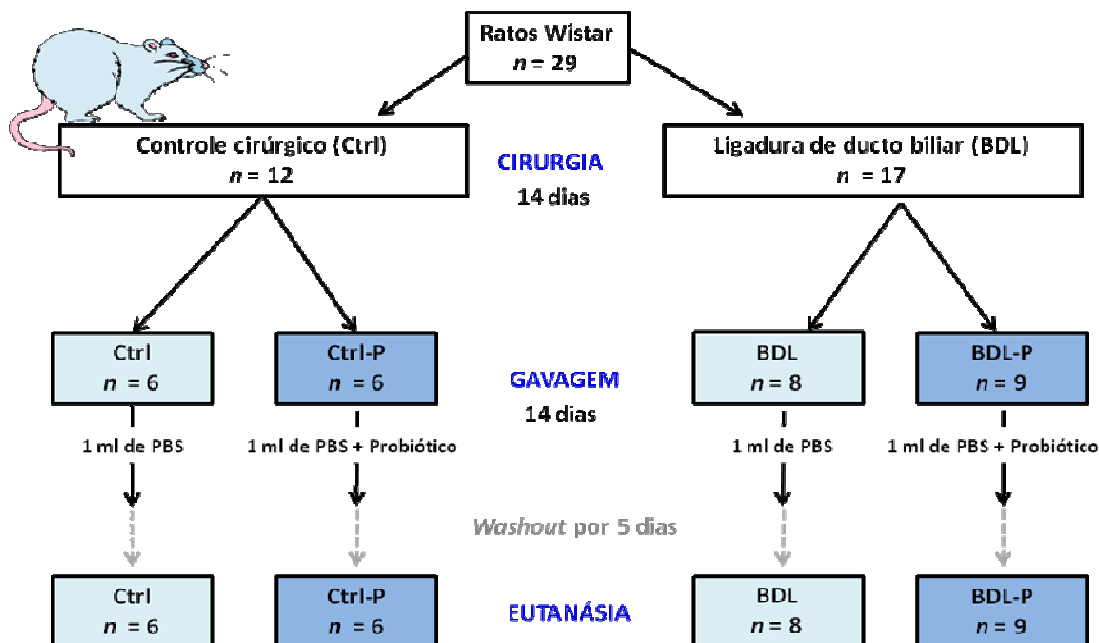 Ratos Wistar
n = 29
Controle cirúrgico (Ctrl)
n = 12
CIRURGIA
14 dias
Ligadura de ducto biliar (BDL)
n = 17
Ctrl
n = 6
Ctrl-P
n = 6
GAVAGEM
14 dias
BDL
n = 8
BDL-P
n = 9
1 ml de PBS
1 ml de PBS + Probiótico
1 ml de PBS
1 ml de PBS + Probiótico
Washout por 5 dias
Ctrl
n = 6
Ctrl-P
n = 6
EUTANÁSIA
BDL
n = 8
BDL-P
n = 9